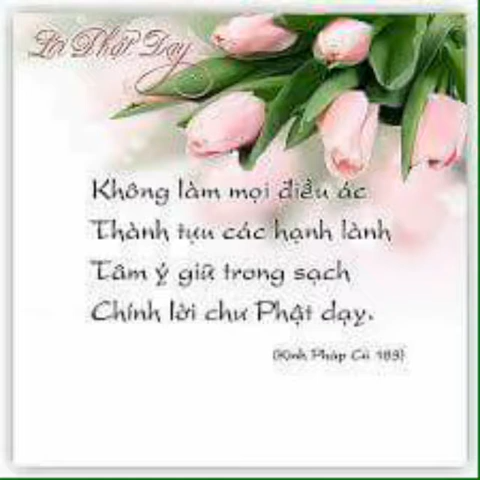 Lời Phật Dạy
Không làm mọi điều ác
Thành tựu các hạnh lành
Tâm ý giữ trong sạch
Chính lời chư Phật dạy.
(Kinh Pháp Cú 183)